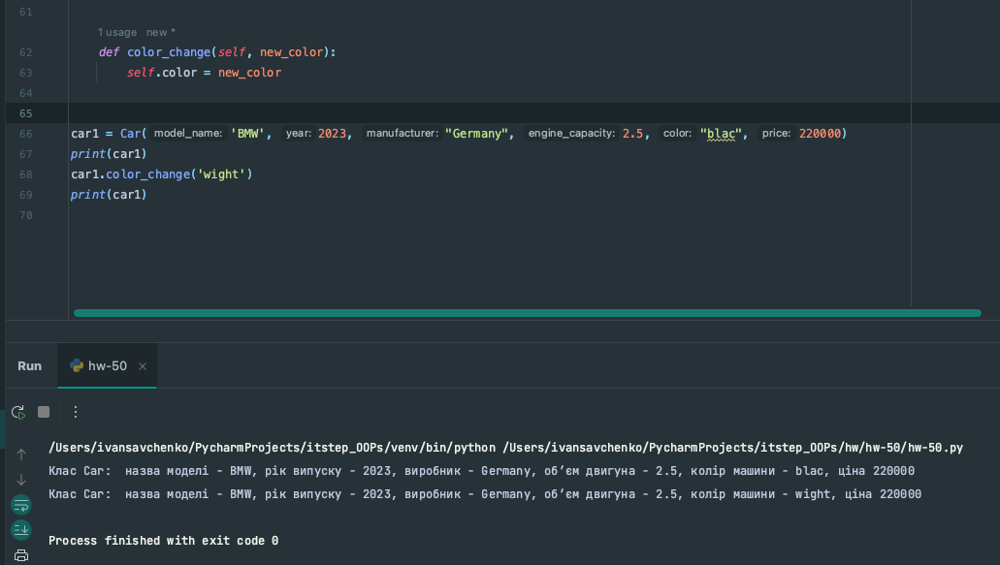 61
1 usage new *
62 def color_change(self, new_color):
63 self.color = new_color
64
65
66 car1 = Car( model_name: 'BMW', year: 2023, manufacturer: "Germany", engine_capacity: 2.5, color: "blac", price: 220000)
67 print(car1)
68 car1.color_change('wight')
69 print(car1)
70
Run hw-50
/Users/ivansavchenko/PycharmProjects/itstep_OOPs/venv/bin/python /Users/ivansavchenko/PycharmProjects/itstep_OOPs/hw/hw-50/hw-50.py
Клас Car:  назва моделі - BMW, рік випуску - 2023, виробник - Germany, об’єм двигуна - 2.5, колір машини - blac, ціна 220000
Клас Car:  назва моделі - BMW, рік випуску - 2023, виробник - Germany, об’єм двигуна - 2.5, колір машини - wight, ціна 220000
Process finished with exit code 0